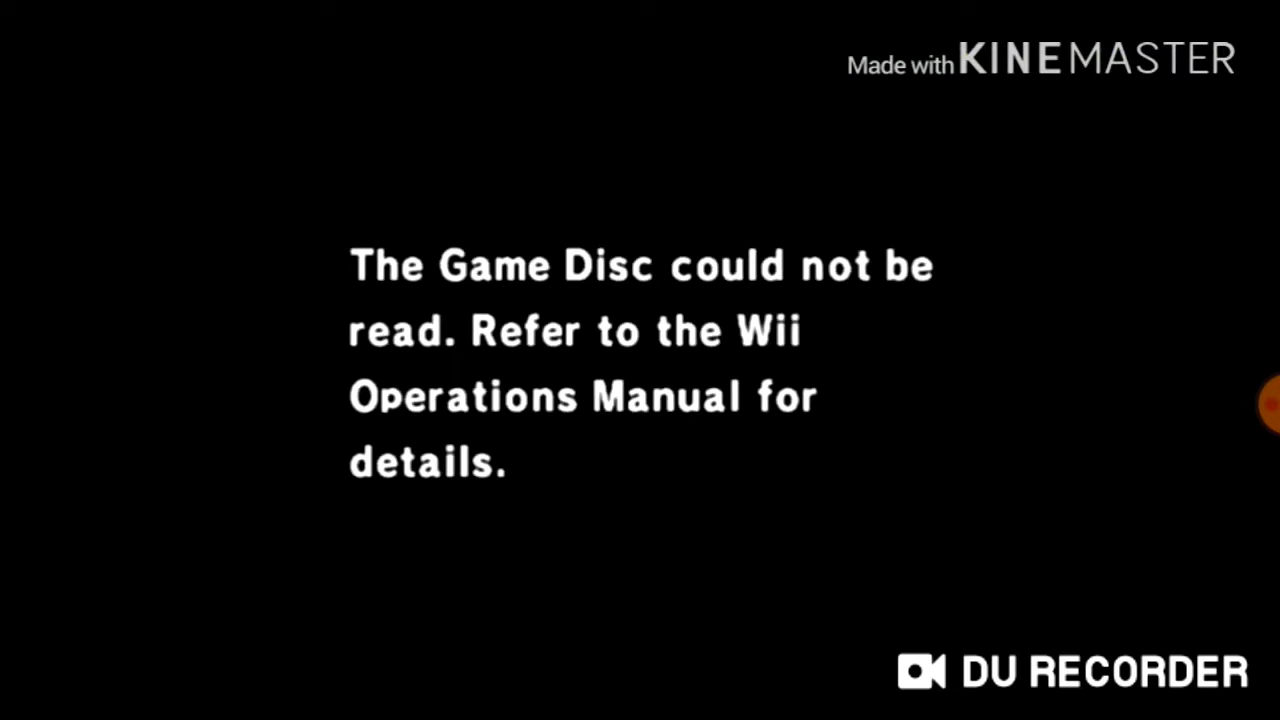 Made with KINEMASTER
The Game Disc could not be
read. Refer to the Wii
Operations Manual for
details.
DU RECORDER